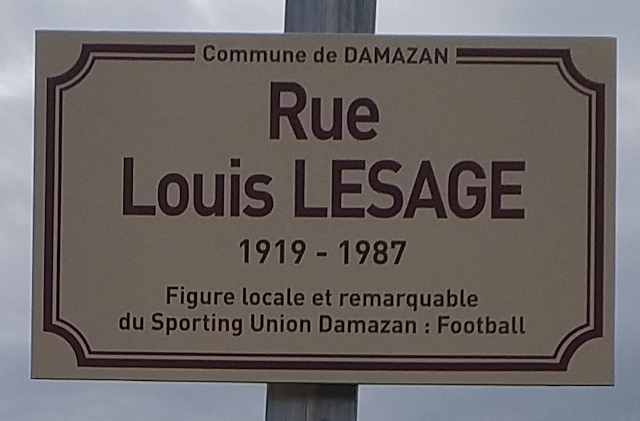 Commune de DAMAZAN
Rue
Louis LESAGE
1919 - 1987
Figure locale et remarquable
du Sporting Union Damazan : Football